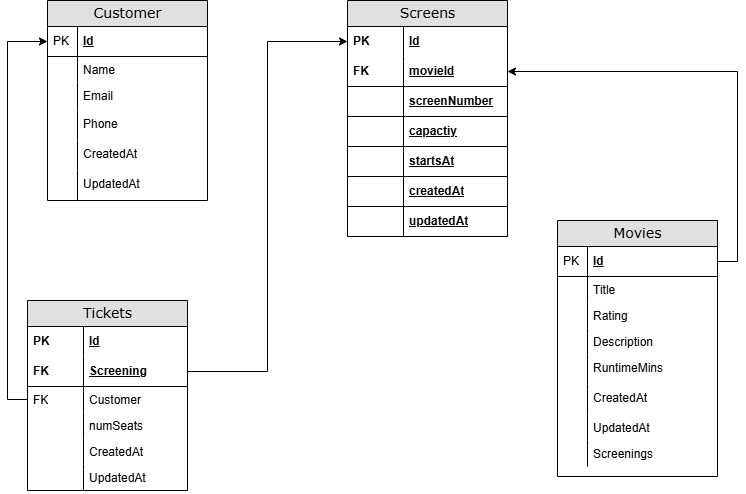 Customer
PK Id
Name
Email
Phone
CreatedAt
UpdatedAt
Screens
PK Id
FK movieId
screenNumber
capactiy
startsAt
createdAt
updatedAt
Movies
PK Id
Title
Rating
Description
RuntimeMins
CreatedAt
UpdatedAt
Screenings
Tickets
PK Id
FK Screening
FK Customer
numSeats
CreatedAt
UpdatedAt